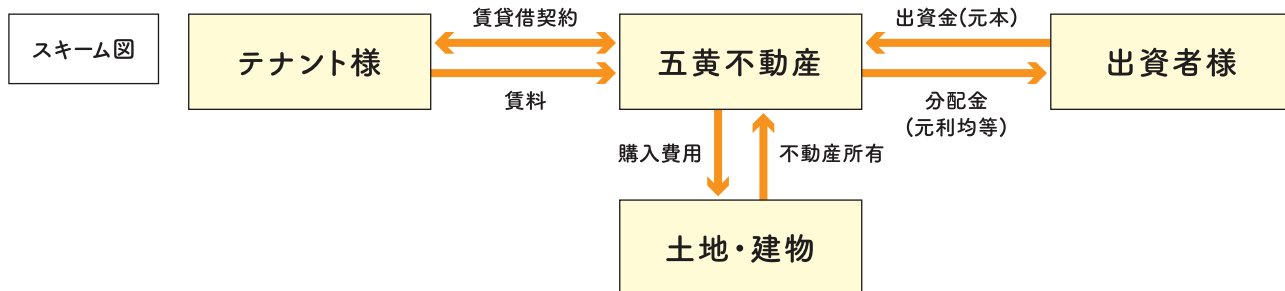 スキーム図
テナント様
賃貸借契約
賃料
五黄不動産
出資金(元本)
分配金
(元利均等)
出資者様
購入費用
不動産所有
土地・建物